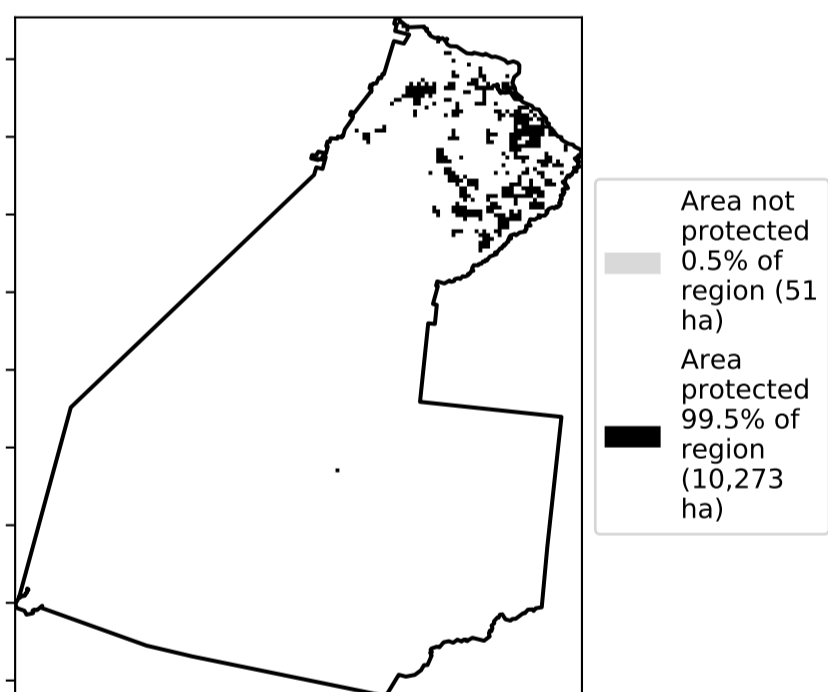 Area not
protected
0.5% of
region (51
ha)
Area
protected
99.5% of
region
(10,273
ha)